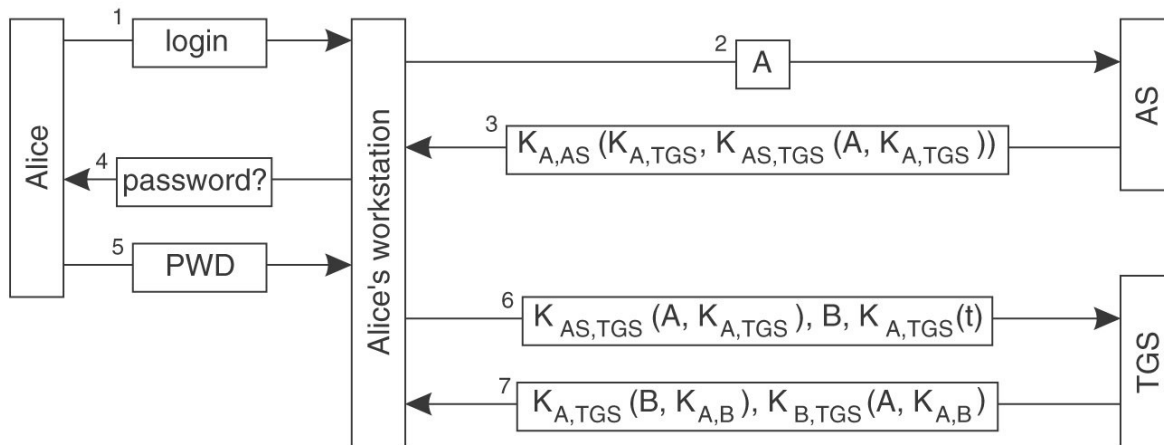 Alice
1
login
Alice's workstation
2
A
AS
3
K_A,AS (K_A,TGS, K_AS,TGS (A, K_A,TGS ))
4
password?
5
PWD
6
K_AS,TGS (A, K_A,TGS ), B, K_A,TGS(t)
TGS
7
K_A,TGS (B, K_A,B ), K_B,TGS (A, K_A,B )